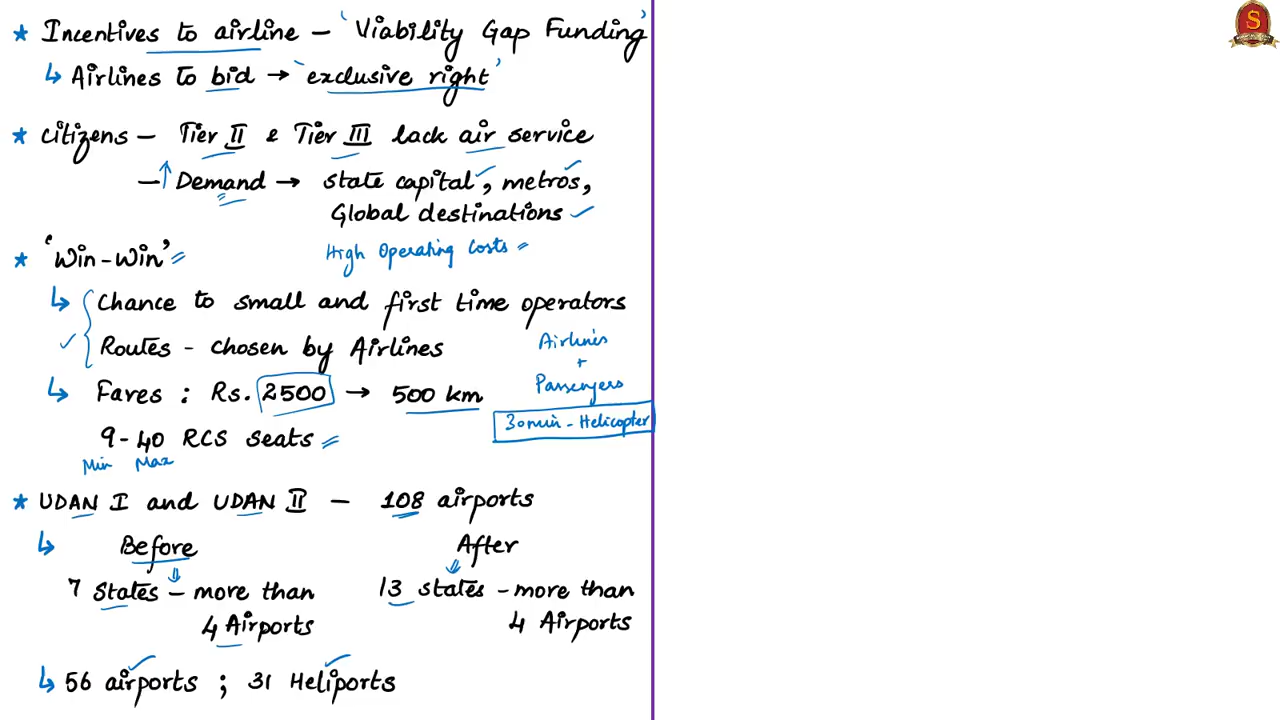 * Incentives to airline – 'Viability Gap Funding'
↳ Airlines to bid → 'exclusive right'
* Citizens – Tier II & Tier III lack air service
– ↑ Demand → state capital, metros,
Global destinations
High Operating Costs
* 'Win-Win'
↳ Chance to small and first time operators
Routes - chosen by Airlines
Airlines
+
Passengers
↳ Fares : Rs. 2500 → 500 km
30min - Helicopter
9-40 RCS seats
Min Max
* UDAN I and UDAN II – 108 airports
↳ Before After
7 States – more than 13 states – more than
4 Airports 4 Airports
↳ 56 airports ; 31 Heliports
S